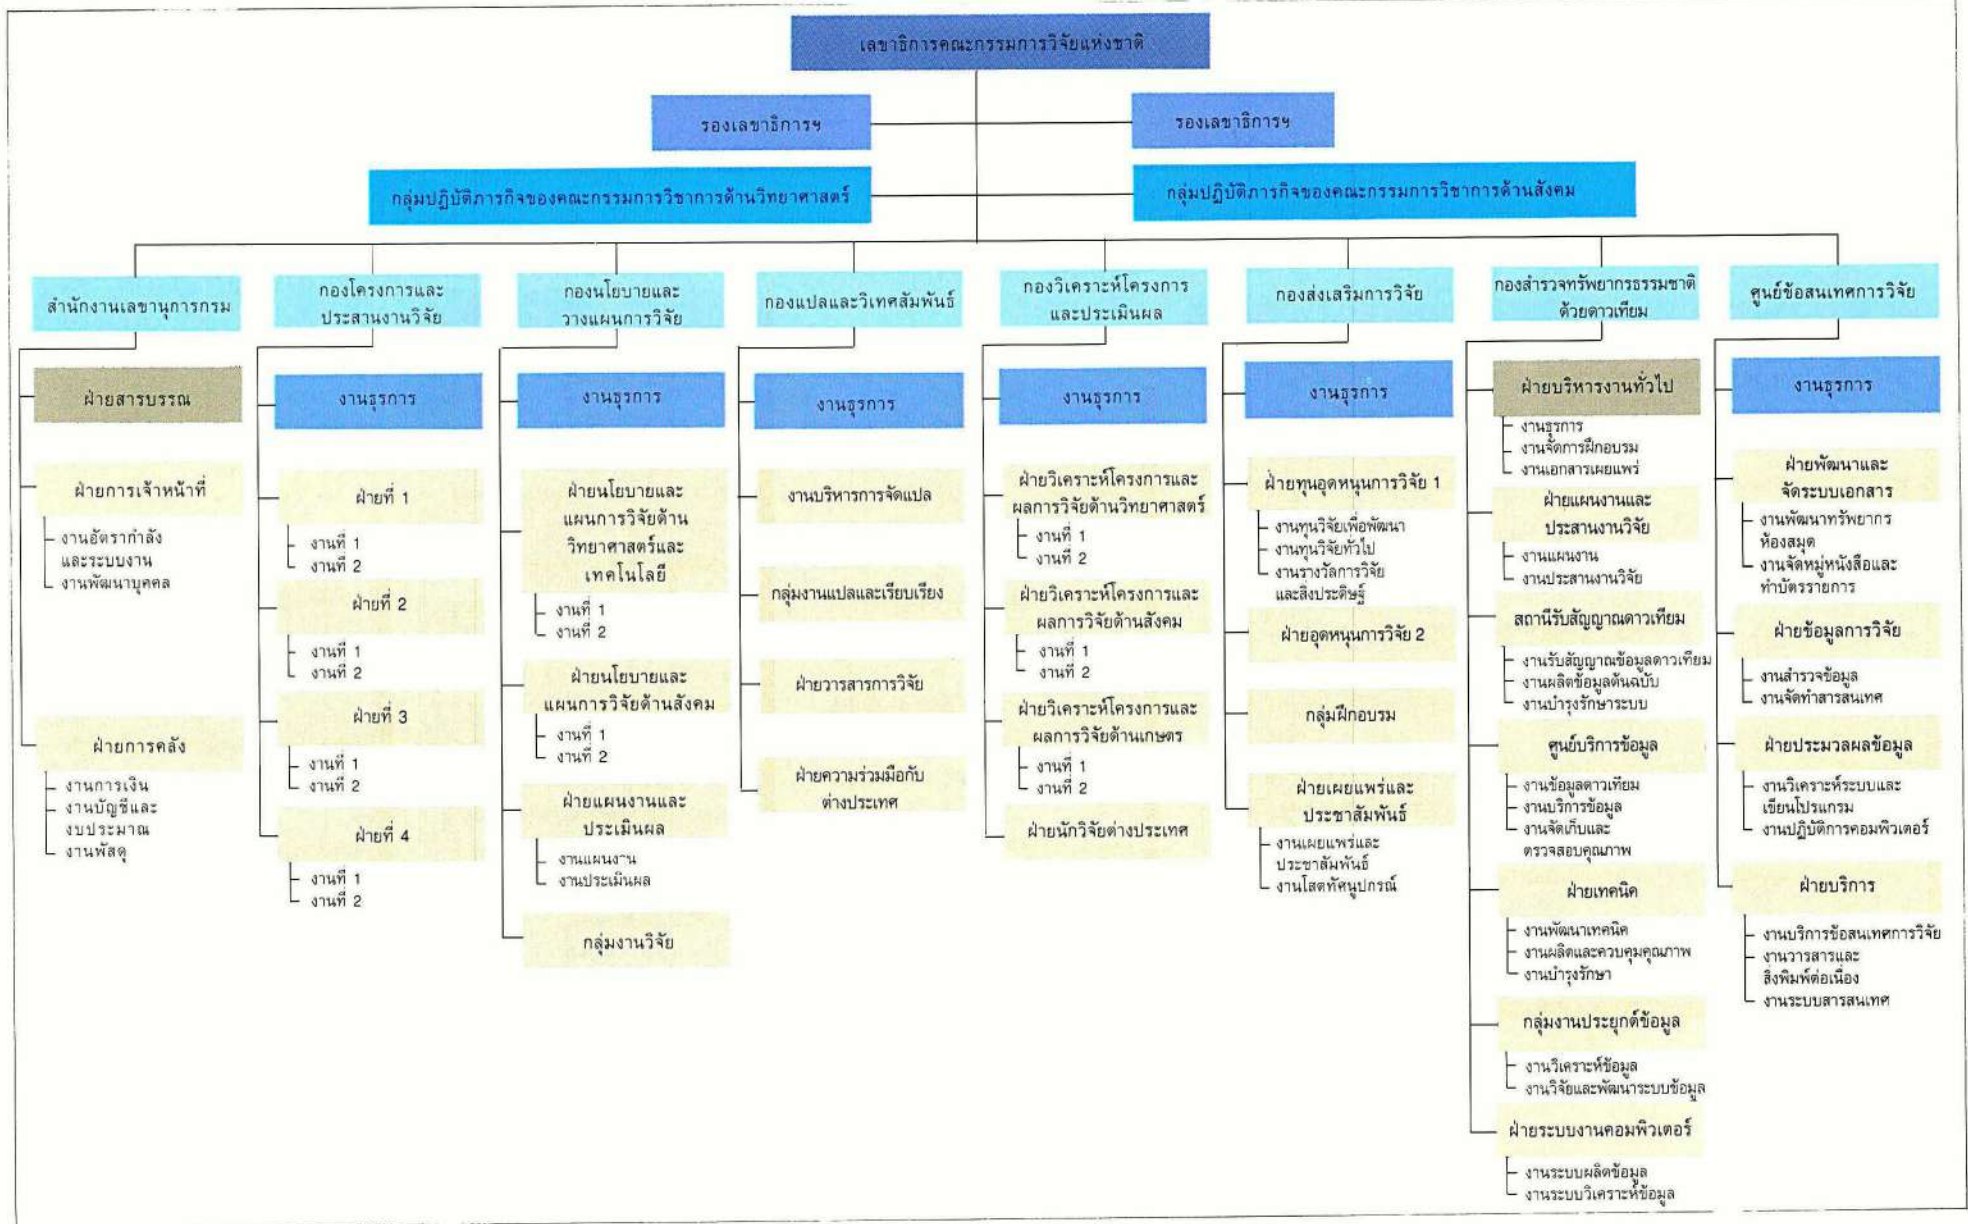 เลขาธิการคณะกรรมการวิจัยแห่งชาติ
รองเลขาธิการฯ
รองเลขาธิการฯ
กลุ่มปฏิบัติภารกิจของคณะกรรมการวิชาการด้านวิทยาศาสตร์
กลุ่มปฏิบัติภารกิจของคณะกรรมการวิชาการด้านสังคม
สำนักงานเลขานุการกรม
ฝ่ายสารบรรณ
ฝ่ายการเจ้าหน้าที่
งานอัตรากำลัง
และระบบงาน
งานพัฒนาบุคคล
ฝ่ายการคลัง
งานการเงิน
งานบัญชีและ
งบประมาณ
งานพัสดุ
กองโครงการและ
ประสานงานวิจัย
งานธุรการ
ฝ่ายที่ 1
งานที่ 1
งานที่ 2
ฝ่ายที่ 2
งานที่ 1
งานที่ 2
ฝ่ายที่ 3
งานที่ 1
งานที่ 2
ฝ่ายที่ 4
งานที่ 1
งานที่ 2
กองนโยบายและ
วางแผนการวิจัย
งานธุรการ
ฝ่ายนโยบายและ
แผนการวิจัยด้าน
วิทยาศาสตร์และ
เทคโนโลยี
งานที่ 1
งานที่ 2
ฝ่ายนโยบายและ
แผนการวิจัยด้านสังคม
งานที่ 1
งานที่ 2
ฝ่ายแผนงานและ
ประเมินผล
งานแผนงาน
งานประเมินผล
กลุ่มงานวิจัย
กองแปลและวิเทศสัมพันธ์
งานธุรการ
งานบริหารการจัดแปล
กลุ่มงานแปลและเรียบเรียง
ฝ่ายวารสารการวิจัย
ฝ่ายความร่วมมือกับ
ต่างประเทศ
กองวิเคราะห์โครงการ
และประเมินผล
งานธุรการ
ฝ่ายวิเคราะห์โครงการและ
ผลการวิจัยด้านวิทยาศาสตร์
งานที่ 1
งานที่ 2
ฝ่ายวิเคราะห์โครงการและ
ผลการวิจัยด้านสังคม
งานที่ 1
งานที่ 2
ฝ่ายวิเคราะห์โครงการและ
ผลการวิจัยด้านเกษตร
งานที่ 1
งานที่ 2
ฝ่ายนักวิจัยต่างประเทศ
กองส่งเสริมการวิจัย
งานธุรการ
ฝ่ายทุนอุดหนุนการวิจัย 1
งานทุนวิจัยเพื่อพัฒนา
งานทุนวิจัยทั่วไป
งานรางวัลการวิจัย
และสิ่งประดิษฐ์
ฝ่ายอุดหนุนการวิจัย 2
กลุ่มฝึกอบรม
ฝ่ายเผยแพร่และ
ประชาสัมพันธ์
งานเผยแพร่และ
ประชาสัมพันธ์
งานโสตทัศนูปกรณ์
กองสำรวจทรัพยากรธรรมชาติ
ด้วยดาวเทียม
ฝ่ายบริหารงานทั่วไป
งานธุรการ
งานจัดการฝึกอบรม
งานเอกสารเผยแพร่
ฝ่ายแผนงานและ
ประสานงานวิจัย
งานแผนงาน
งานประสานงานวิจัย
สถานีรับสัญญาณดาวเทียม
งานรับสัญญาณข้อมูลดาวเทียม
งานผลิตข้อมูลต้นฉบับ
งานบำรุงรักษาระบบ
ศูนย์บริการข้อมูล
งานข้อมูลดาวเทียม
งานบริการข้อมูล
งานจัดเก็บและ
ตรวจสอบคุณภาพ
ฝ่ายเทคนิค
งานพัฒนาเทคนิค
งานผลิตและควบคุมคุณภาพ
งานบำรุงรักษา
กลุ่มงานประยุกต์ข้อมูล
งานวิเคราะห์ข้อมูล
งานวิจัยและพัฒนาระบบข้อมูล
ฝ่ายระบบงานคอมพิวเตอร์
งานระบบผลิตข้อมูล
งานระบบวิเคราะห์ข้อมูล
ศูนย์ข้อสนเทศการวิจัย
งานธุรการ
ฝ่ายพัฒนาและ
จัดระบบเอกสาร
งานพัฒนาทรัพยากร
ห้องสมุด
งานจัดหมู่หนังสือและ
ทำบัตรรายการ
ฝ่ายข้อมูลการวิจัย
งานสำรวจข้อมูล
งานจัดทำสารสนเทศ
ฝ่ายประมวลผลข้อมูล
งานวิเคราะห์ระบบและ
เขียนโปรแกรม
งานปฏิบัติการคอมพิวเตอร์
ฝ่ายบริการ
งานบริการข้อสนเทศการวิจัย
งานวารสารและ
สิ่งพิมพ์ต่อเนื่อง
งานระบบสารสนเทศ